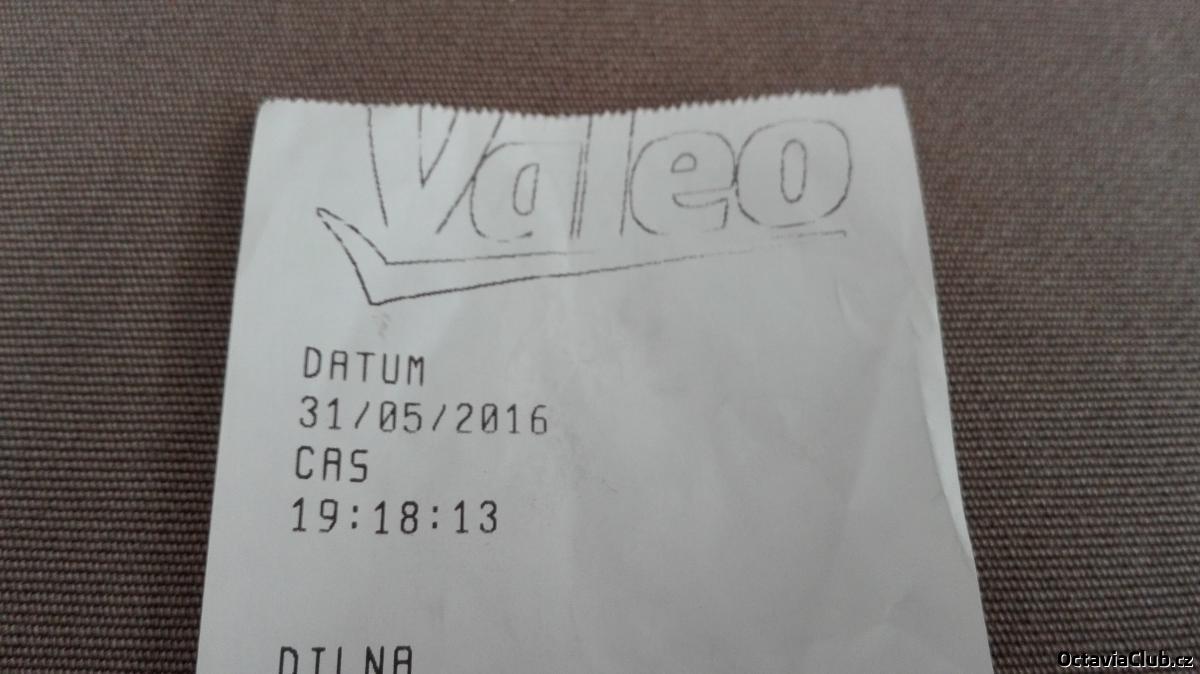 Valeo
DATUM
31/05/2016
CAS
19:18:13
DILNA
OctaviaClub.cz